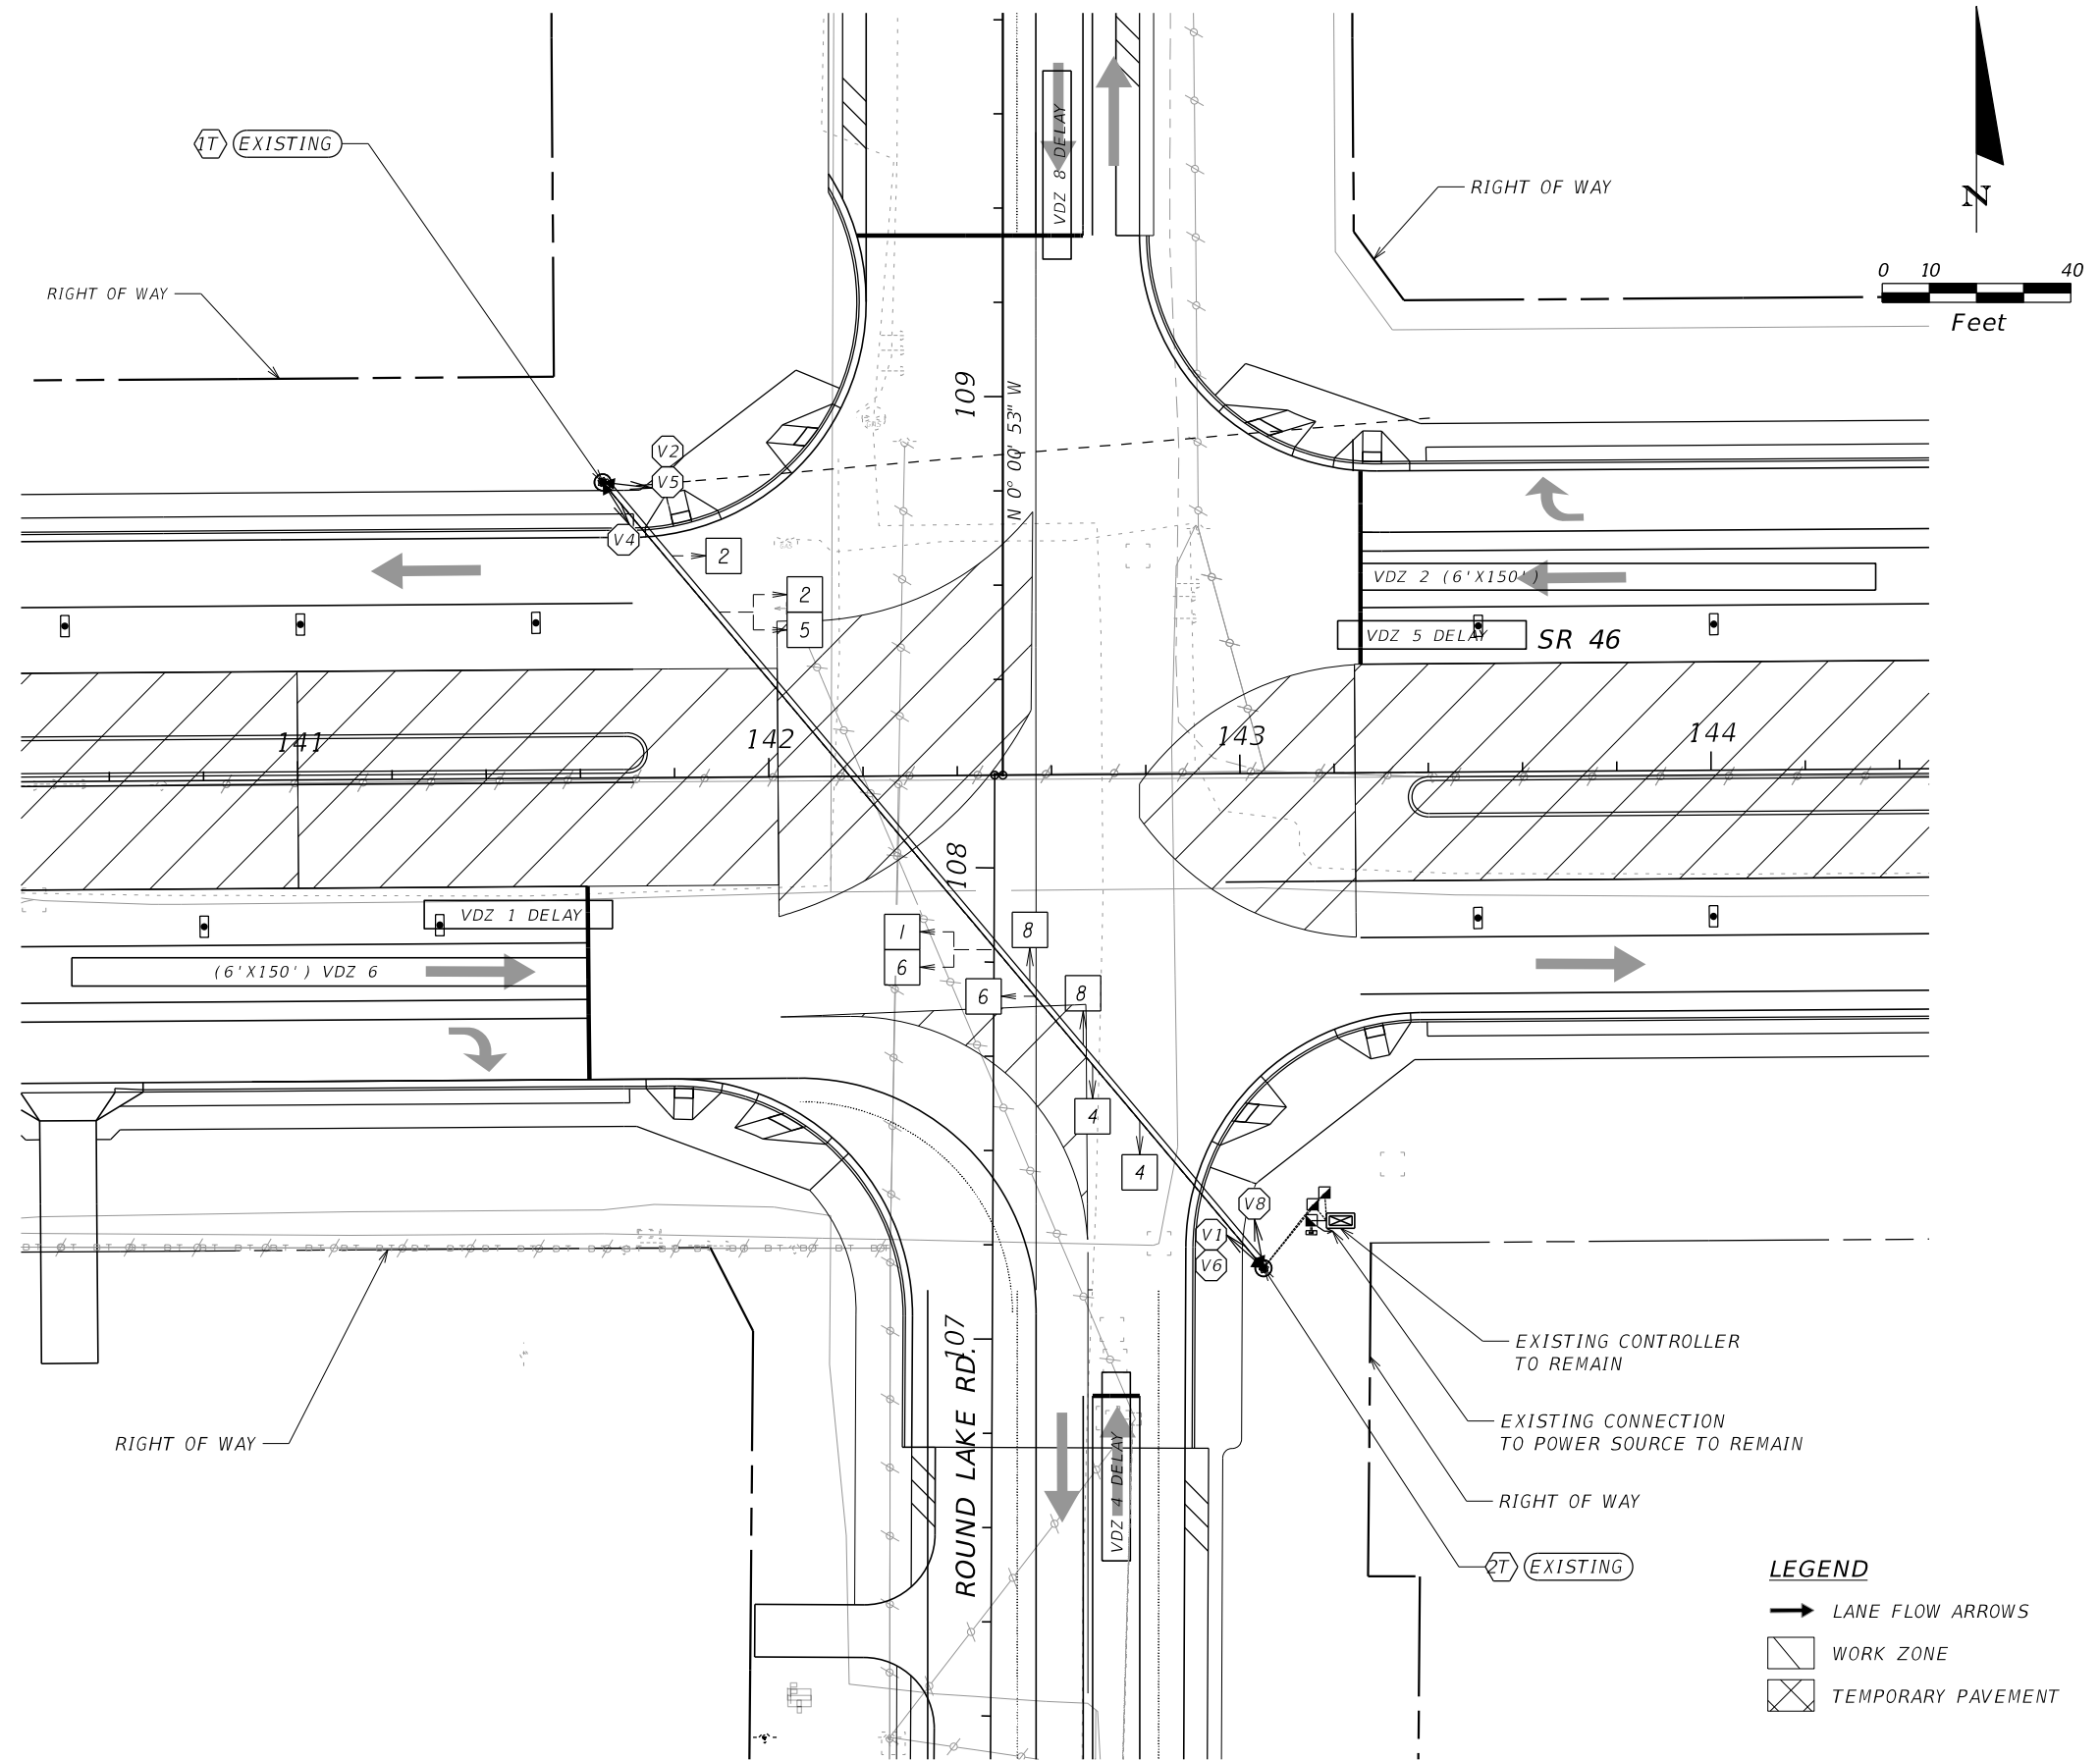 1T EXISTING
RIGHT OF WAY
RIGHT OF WAY
VDZ 8 DELAY
N
0 10 40
Feet
109
N 0° 00' 53" W
V2
V5
V4
2
2
5
VDZ 2 (6'X150')
VDZ 5 DELAY
SR 46
141
142
143
144
108
VDZ 1 DELAY
(6'X150') VDZ 6
1
6
8
6
8
4
4
V8
V1
V6
107
ROUND LAKE RD.
VDZ 4 DELAY
RIGHT OF WAY
EXISTING CONTROLLER
TO REMAIN
EXISTING CONNECTION
TO POWER SOURCE TO REMAIN
RIGHT OF WAY
2T EXISTING
LEGEND
LANE FLOW ARROWS
WORK ZONE
TEMPORARY PAVEMENT